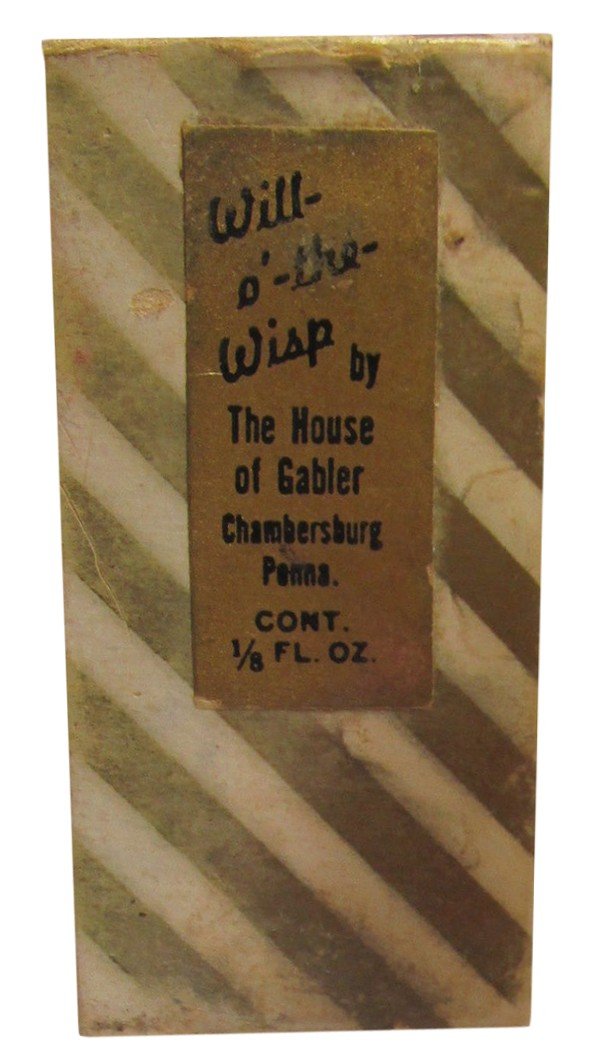 Will-
o'-the-
Wisp by
The House
of Gabler
Chambersburg
Penna.
CONT.
1/8 FL. OZ.